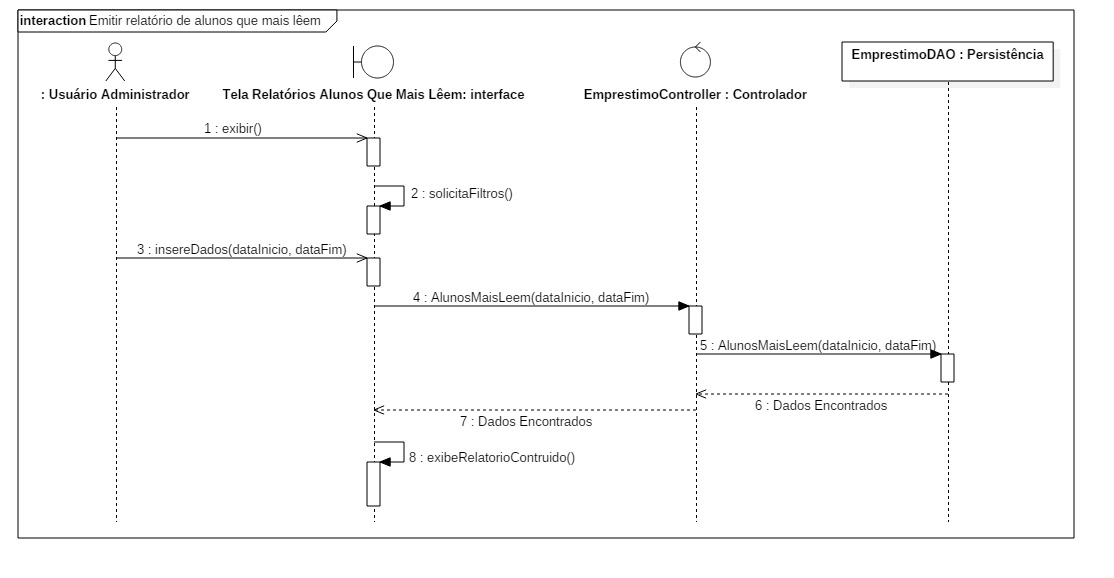 interaction Emitir relatório de alunos que mais lêem
: Usuário Administrador
Tela Relatórios Alunos Que Mais Lêem: interface
EmprestimoController : Controlador
EmprestimoDAO : Persistência
1 : exibir()
2 : solicitaFiltros()
3 : insereDados(dataInicio, dataFim)
4 : AlunosMaisLeem(dataInicio, dataFim)
5 : AlunosMaisLeem(dataInicio, dataFim)
6 : Dados Encontrados
7 : Dados Encontrados
8 : exibeRelatorioContruido()